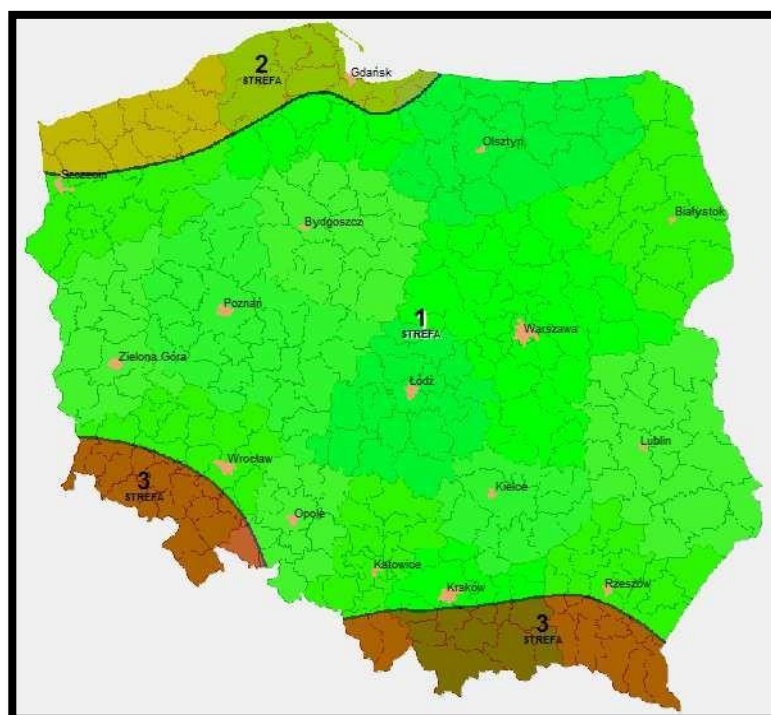 2
STREFA
Gdańsk
Olsztyn
Szczecin
Białystok
Bydgoszcz
Poznań
1
STREFA
Warszawa
Zielona Góra
Łódź
Lublin
Wrocław
3
STREFA
Kielce
Opole
Katowice
Kraków
Rzeszów
3
STREFA